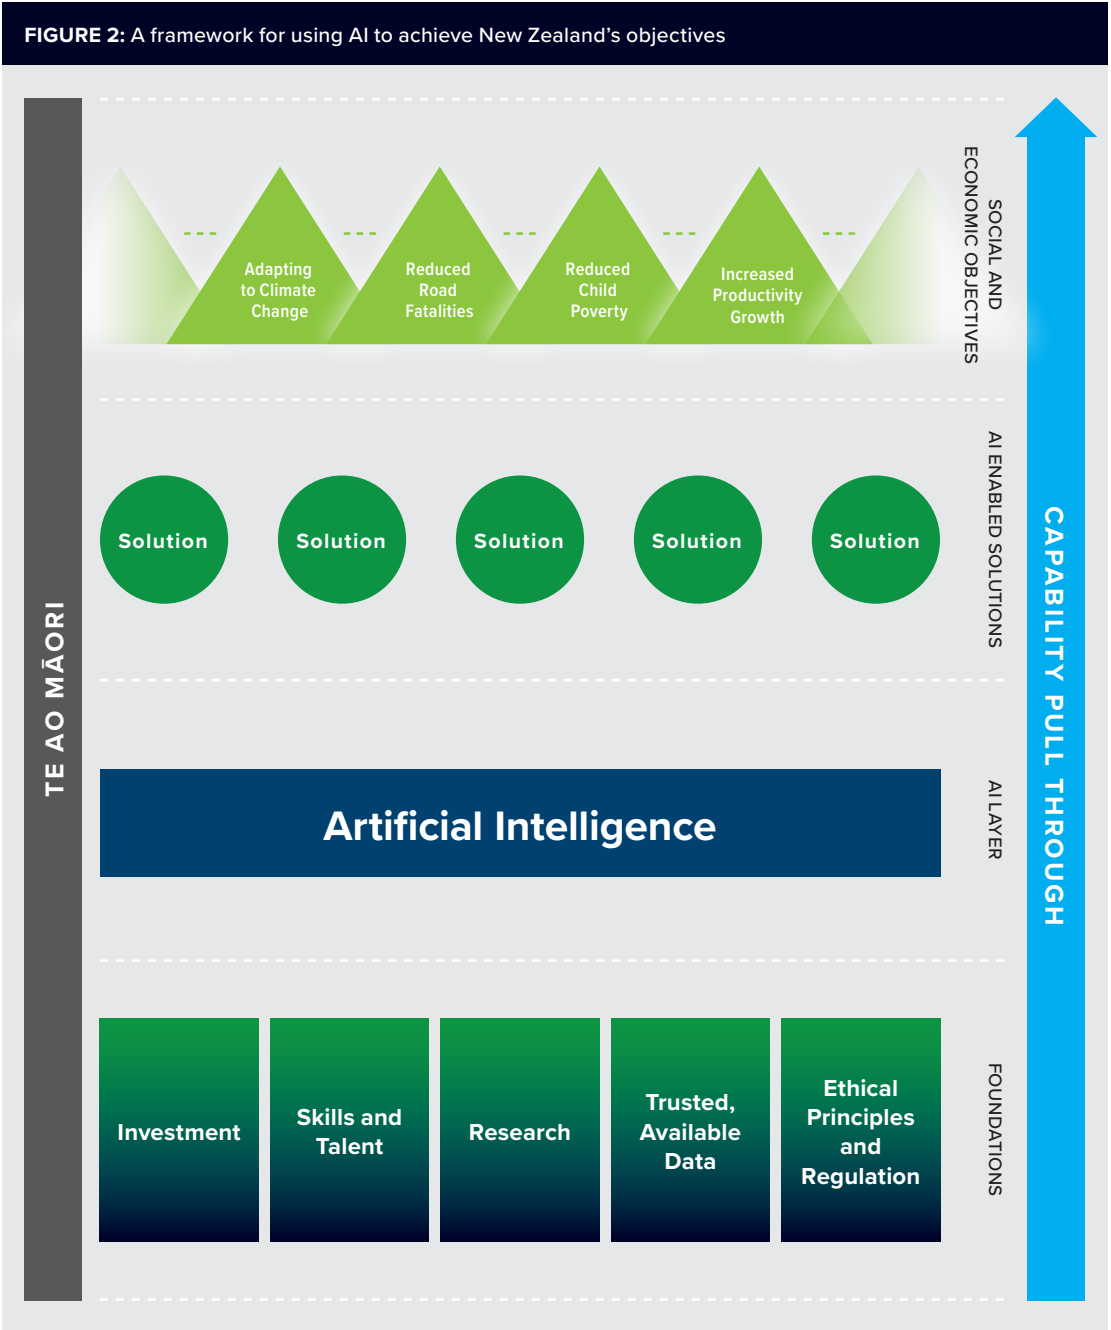 FIGURE 2: A framework for using AI to achieve New Zealand’s objectives
TE AO MĀORI
Adapting
to Climate
Change
Reduced
Road
Fatalities
Reduced
Child
Poverty
Increased
Productivity
Growth
SOCIAL AND
ECONOMIC OBJECTIVES
Solution
Solution
Solution
Solution
Solution
AI ENABLED SOLUTIONS
Artificial Intelligence
AI LAYER
Investment
Skills and
Talent
Research
Trusted,
Available
Data
Ethical
Principles
and
Regulation
FOUNDATIONS
CAPABILITY PULL THROUGH